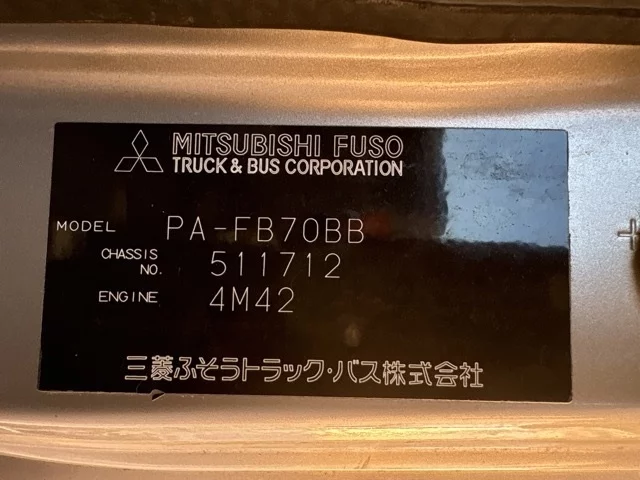 MITSUBISHI FUSO
TRUCK & BUS CORPORATION
MODEL PA-FB70BB
CHASSIS NO. 511712
ENGINE 4M42
三菱ふそうトラック・バス株式会社